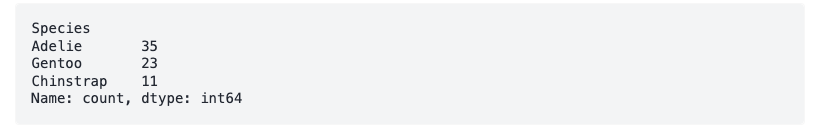 Species
Adelie       35
Gentoo       23
Chinstrap    11
Name: count, dtype: int64